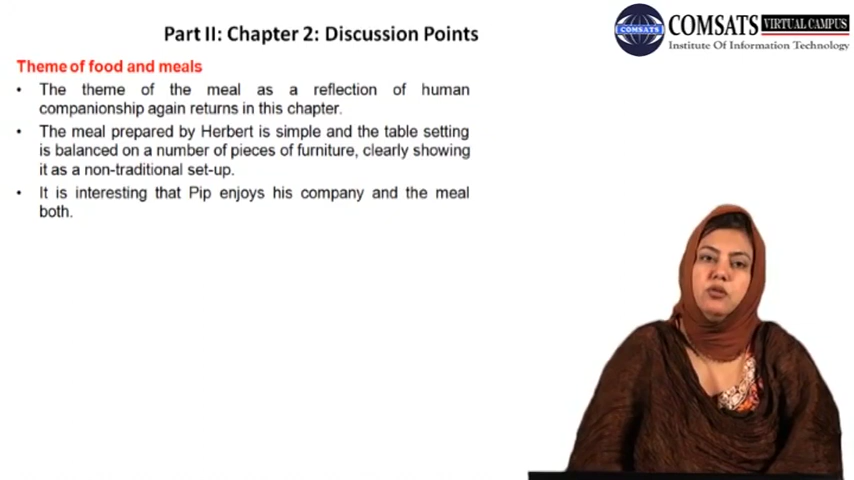 Part II: Chapter 2: Discussion Points
COMSATS
COMSATS VIRTUAL CAMPUS
Institute Of Information Technology
Theme of food and meals
• The theme of the meal as a reflection of human
companionship again returns in this chapter.
• The meal prepared by Herbert is simple and the table setting
is balanced on a number of pieces of furniture, clearly showing
it as a non-traditional set-up.
• It is interesting that Pip enjoys his company and the meal
both.